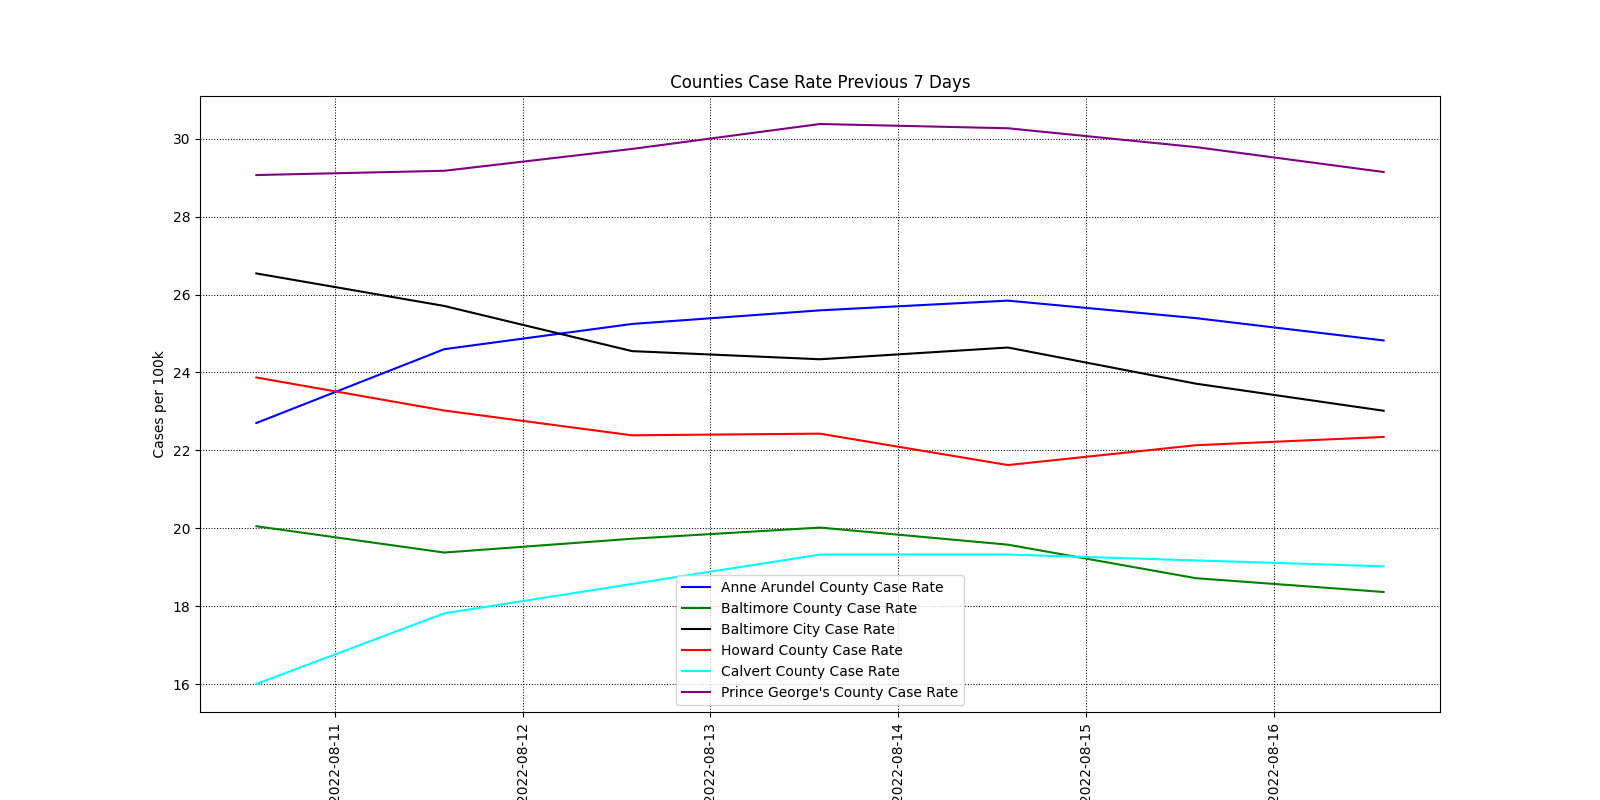 Counties Case Rate Previous 7 Days
Cases per 100k
30
28
26
24
22
20
18
16
Anne Arundel County Case Rate
Baltimore County Case Rate
Baltimore City Case Rate
Howard County Case Rate
Calvert County Case Rate
Prince George's County Case Rate
2022-08-11
2022-08-12
2022-08-13
2022-08-14
2022-08-15
2022-08-16